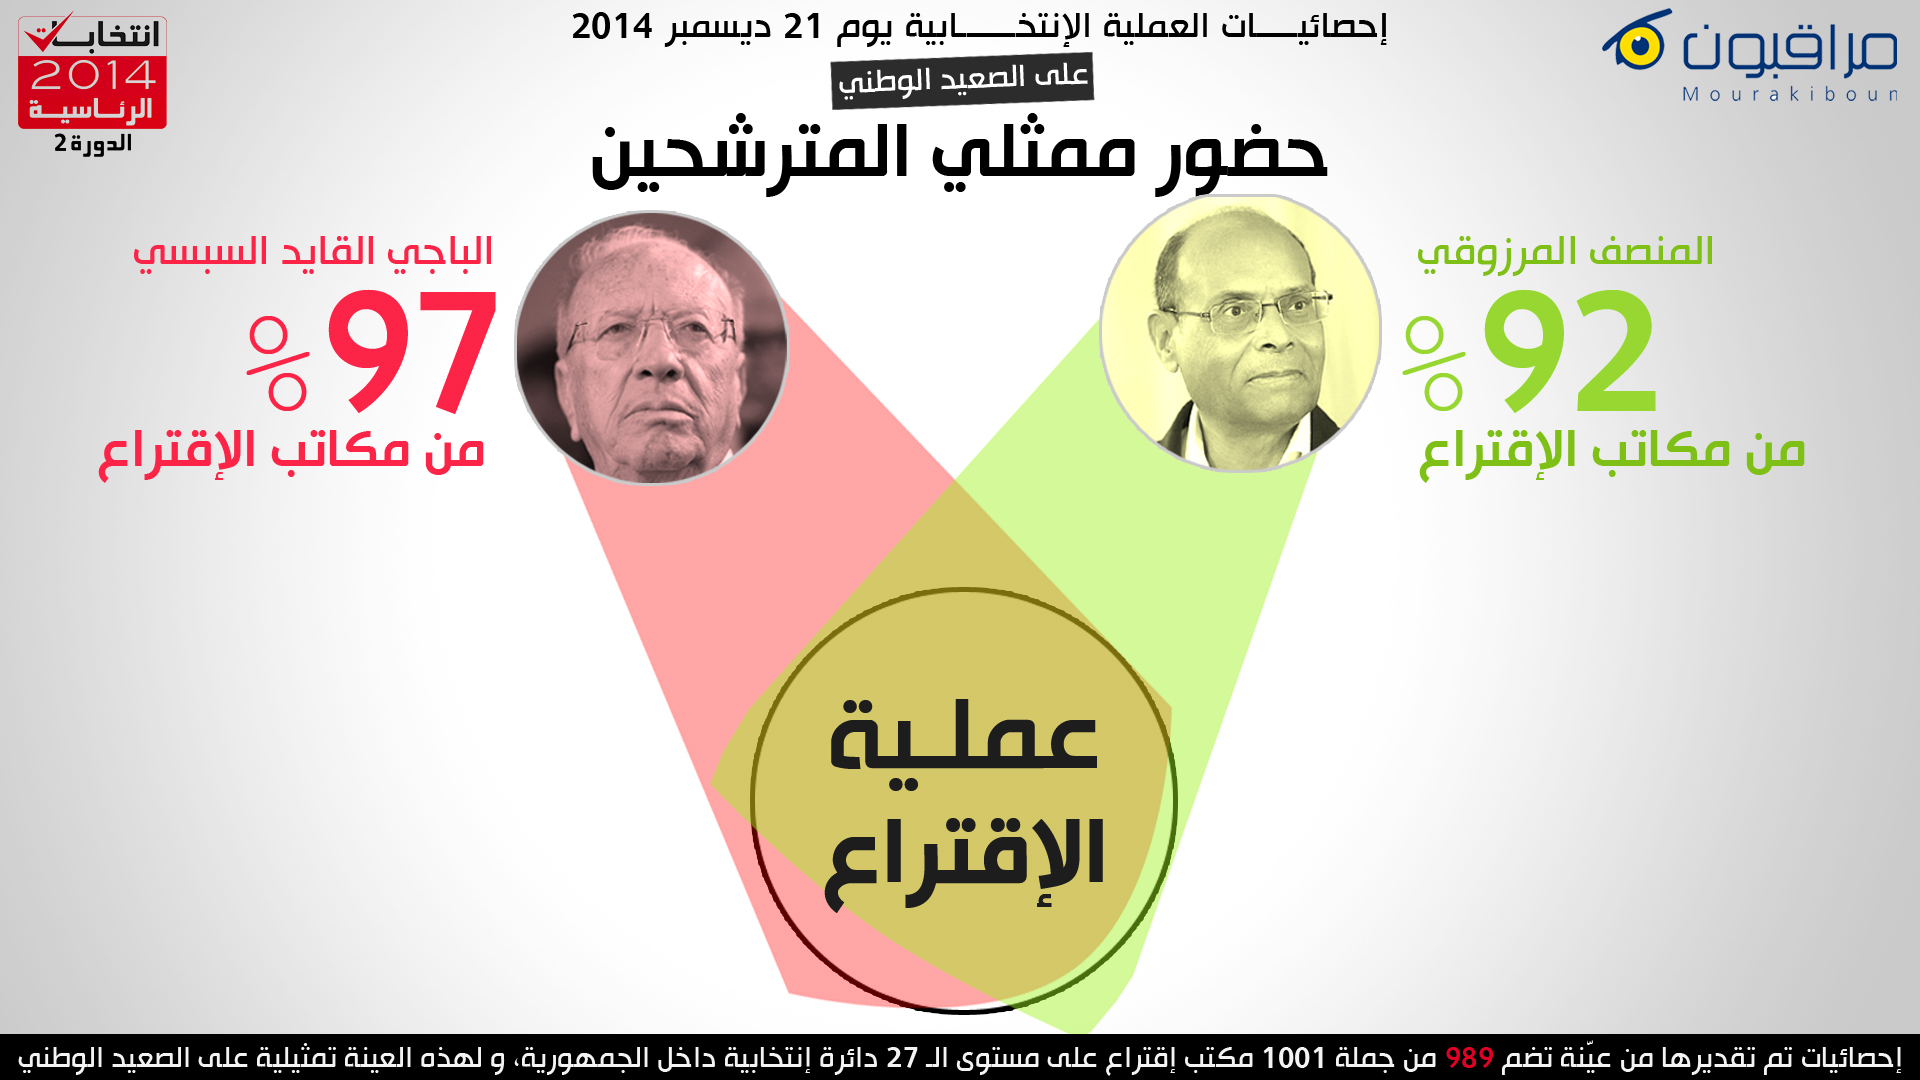 إحصائيـــات العملية الإنتخـــــابية يوم 21 ديسمبر 2014
على الصعيد الوطني
حضور ممثلي المترشحين
مراقبون
Mourakiboun
انتخابات
2014
الرئاسية
الدورة 2
المنصف المرزوقي
92 %
من مكاتب الإقتراع
الباجي القايد السبسي
97 %
من مكاتب الإقتراع
عملـية
الإقتراع
إحصائيات تم تقديرها من عيّنة تضم 989 من جملة 1001 مكتب إقتراع على مستوى الـ 27 دائرة إنتخابية داخل الجمهورية، و لهذه العينة تمثيلية على الصعيد الوطني